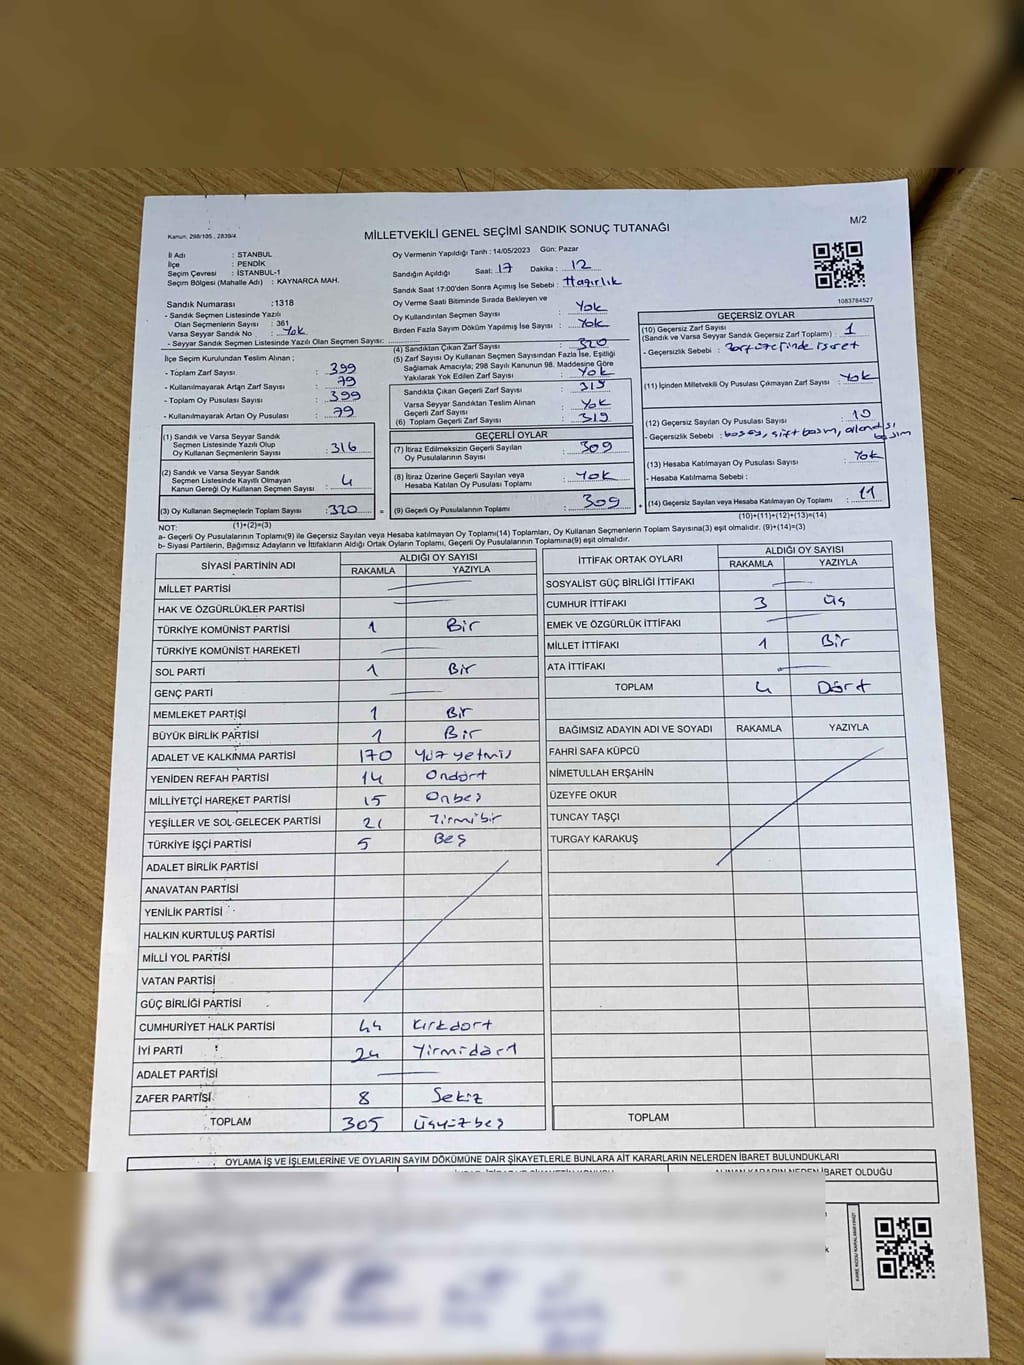 Kanun: 298/105 , 2839/4
MİLLETVEKİLİ GENEL SEÇİMİ SANDIK SONUÇ TUTANAĞI
M/2
İl Adı : STANBUL
İlçe : PENDİK
Seçim Çevresi : İSTANBUL-1
Seçim Bölgesi (Mahalle Adı) : KAYNARCA MAH.
Sandık Numarası :1318
- Sandık Seçmen Listesinde Yazılı
Olan Seçmenlerin Sayısı : 361
Varsa Seyyar Sandık No : Yok
- Seyyar Sandık Seçmen Listesinde Yazılı Olan Seçmenlerin Sayısı:
Oy Vermenin Yapıldığı Tarih : 14/05/2023 Gün: Pazar
Sandığın Açıldığı Saat: 17 Dakika : 12
Sandık Saat 17:00'den Sonra Açılmış İse Sebebi : Hazırlık
Oy Verme Saati Bitiminde Sırada Bekleyen ve
Oy Kullandırılan Seçmen Sayısı : Yok
Birden Fazla Sayım Döküm Yapılmış İse Sayısı : Yok
1083784527
İlçe Seçim Kurulundan Teslim Alınan ;
- Toplam Zarf Sayısı : 399
- Kullanılmayarak Artan Zarf Sayısı : 79
- Toplam Oy Pusulası Sayısı : 399
- Kullanılmayarak Artan Oy Pusulası : 79
(1) Sandık ve Varsa Seyyar Sandık
Seçmen Listesinde Yazılı Olup
Oy Kullanan Seçmenlerin Sayısı : 316
(2) Sandık ve Varsa Seyyar Sandık
Seçmen Listesinde Kayıtlı Olmayan
Kanun Gereği Oy Kullanan Seçmen Sayısı : 4
(3) Oy Kullanan Seçmenlerin Toplam Sayısı :320
(1)+(2)=(3)
(4) Sandıktan Çıkan Zarf Sayısı : 320
(5) Zarf Sayısı Oy Kullanan Seçmen Sayısından Fazla İse, Eşitliği
Sağlamak Amacıyla; 298 Sayılı Kanunun 98. Maddesine Göre
Yakılarak Yok Edilen Zarf Sayısı : Yok
Sandıkta Çıkan Geçerli Zarf Sayısı : 319
Varsa Seyyar Sandıktan Teslim Alınan
Geçerli Zarf Sayısı : Yok
(6) Toplam Geçerli Zarf Sayısı : 319
GEÇERLİ OYLAR
(7) İtiraz Edilmeksizin Geçerli Sayılan
Oy Pusulalarının Sayısı : 309
(8) İtiraz Üzerine Geçerli Sayılan veya
Hesaba Katılan Oy Pusulası Toplamı : Yok
= (9) Geçerli Oy Pusulalarının Toplamı : 309
GEÇERSİZ OYLAR
(10) Geçersiz Zarf Sayısı
(Sandık ve Varsa Seyyar Sandık Geçersiz Zarf Toplamı) : 1
- Geçersizlik Sebebi : Zarf üzerinde işaret
(11) İçinden Milletvekili Oy Pusulası Çıkmayan Zarf Sayısı : Yok
(12) Geçersiz Sayılan Oy Pusulası Sayısı : 10
- Geçersizlik Sebebi : boş oy, çift basım,
basım
(13) Hesaba Katılmayan Oy Pusulası Sayısı : Yok
- Hesaba Katılmama Sebebi :
+ (14) Geçersiz Sayılan veya Hesaba Katılmayan Oy Toplamı : 11
(10)+(11)+(12)+(13)=(14)
NOT:
a- Geçerli Oy Pusulalarının Toplamı(9) ile Geçersiz Sayılan veya Hesaba katılmayan Oy Toplamı(14) Toplamları, Oy Kullanan Seçmenlerin Toplam Sayısına(3) eşit olmalıdır. (9)+(14)=(3)
b- Siyasi Partilerin, Bağımsız Adayların ve İttifakların Aldığı Ortak Oyların Toplamı, Geçerli Oy Pusulalarının Toplamına(9) eşit olmalıdır.
SİYASİ PARTİNİN ADI ALDIĞI OY SAYISI
RAKAMLA YAZIYLA
MİLLET PARTİSİ
HAK VE ÖZGÜRLÜKLER PARTİSİ
TÜRKİYE KOMÜNİST PARTİSİ 1 Bir
TÜRKİYE KOMÜNİST HAREKETİ
SOL PARTİ 1 Bir
GENÇ PARTİ
MEMLEKET PARTİSİ 1 Bir
BÜYÜK BİRLİK PARTİSİ 1 Bir
ADALET VE KALKINMA PARTİSİ 170 Yüz yetmiş
YENİDEN REFAH PARTİSİ 14 Ondört
MİLLİYETÇİ HAREKET PARTİSİ 15 Onbeş
YEŞİLLER VE SOL GELECEK PARTİSİ 21 Yirmibir
TÜRKİYE İŞÇİ PARTİSİ 5 Beş
ADALET BİRLİK PARTİSİ
ANAVATAN PARTİSİ
YENİLİK PARTİSİ
HALKIN KURTULUŞ PARTİSİ
MİLLİ YOL PARTİSİ
VATAN PARTİSİ
GÜÇ BİRLİĞİ PARTİSİ
CUMHURİYET HALK PARTİSİ 44 Kırkdört
İYİ PARTİ 24 Yirmidört
ADALET PARTİSİ
ZAFER PARTİSİ 8 Sekiz
TOPLAM 305 üçyüzbeş
İTTİFAK ORTAK OYLARI ALDIĞI OY SAYISI
RAKAMLA YAZIYLA
SOSYALİST GÜÇ BİRLİĞİ İTTİFAKI
CUMHUR İTTİFAKI 3 üç
EMEK VE ÖZGÜRLÜK İTTİFAKI
MİLLET İTTİFAKI 1 Bir
ATA İTTİFAKI
TOPLAM 4 Dört
BAĞIMSIZ ADAYIN ADI VE SOYADI RAKAMLA YAZIYLA
FAHRİ SAFA KÜPCÜ
NİMETULLAH ERŞAHİN
ÜZEYFE OKUR
TUNCAY TAŞÇI
TURGAY KARAKUŞ
TOPLAM
OYLAMA İŞ VE İŞLEMLERİNE VE OYLARIN SAYIM DÖKÜMÜNE DAİR ŞİKAYETLERLE BUNLARA AİT KARARLARIN NELERDEN İBARET BULUNDUKLARI
ALINAN KARARIN NEDEN İBARET OLDUĞU